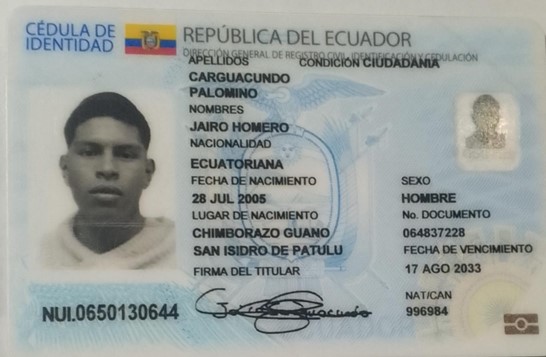 CÉDULA DE
IDENTIDAD
REPÚBLICA DEL ECUADOR
DIRECCIÓN GENERAL DE REGISTRO CIVIL, IDENTIFICACIÓN Y CEDULACIÓN
APELLIDOS CONDICIÓN CIUDADANIA
CARGUACUNDO
PALOMINO
NOMBRES
JAIRO HOMERO
NACIONALIDAD
ECUATORIANA
FECHA DE NACIMIENTO SEXO
28 JUL 2005 HOMBRE
LUGAR DE NACIMIENTO No. DOCUMENTO
CHIMBORAZO GUANO 064837228
SAN ISIDRO DE PATULU FECHA DE VENCIMIENTO
FIRMA DEL TITULAR 17 AGO 2033
NAT/CAN
NUI.0650130644 996984